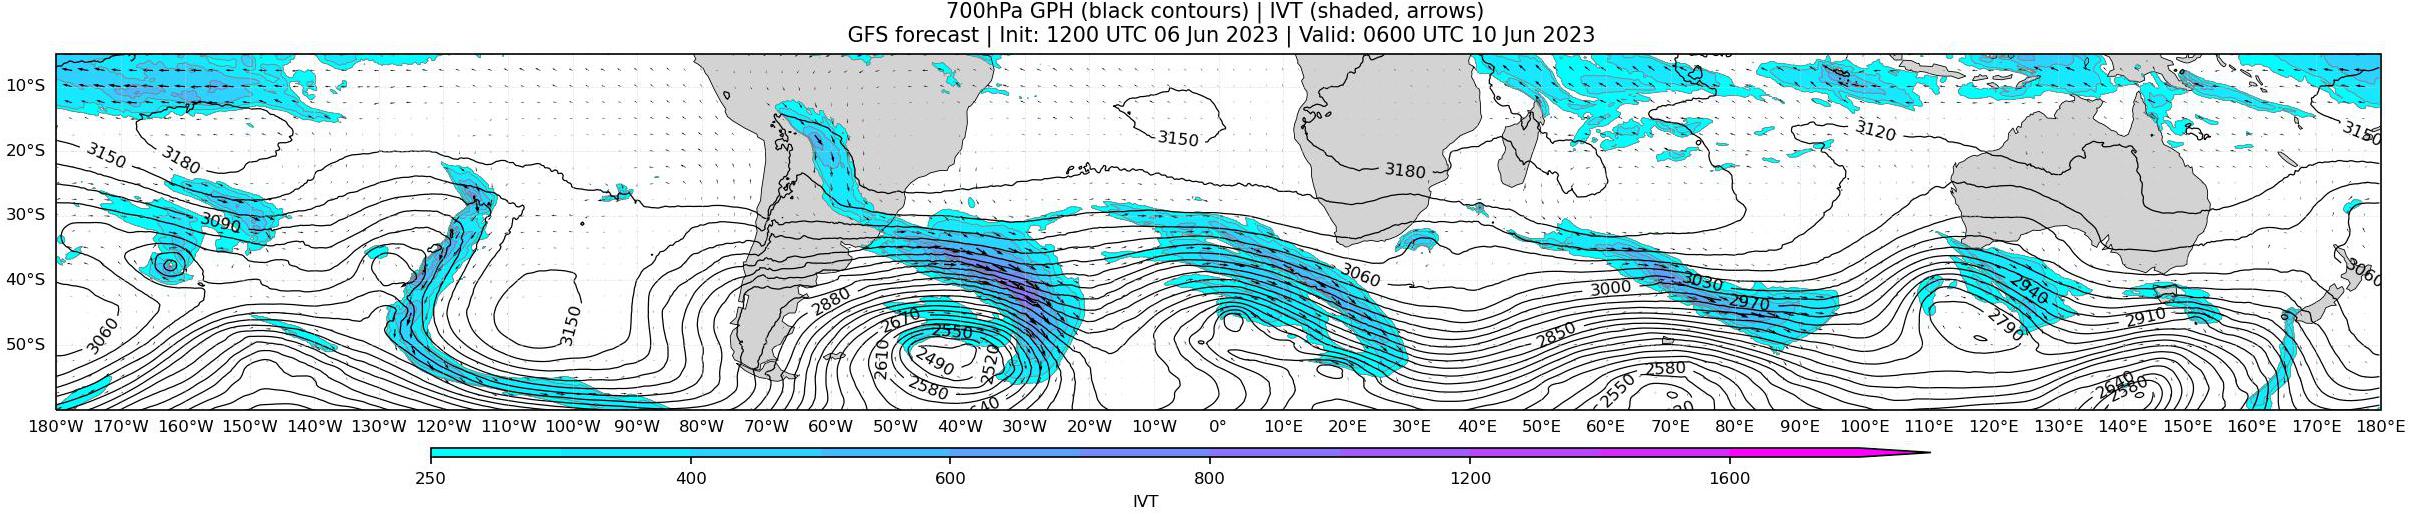 700hPa GPH (black contours) | IVT (shaded, arrows)
GFS forecast | Init: 1200 UTC 06 Jun 2023 | Valid: 0600 UTC 10 Jun 2023
10°S
20°S
30°S
40°S
50°S
3150
3180
3090
3060
3150
2880
2670
2550
2610
2490
2520
2580
3150
3180
3060
3120
3150
3000
3030
2970
2850
2580
2550
2940
2790
2910
2640
2580
3060
180°W 170°W 160°W 150°W 140°W 130°W 120°W 110°W 100°W 90°W 80°W 70°W 60°W 50°W 40°W 30°W 20°W 10°W 0° 10°E 20°E 30°E 40°E 50°E 60°E 70°E 80°E 90°E 100°E 110°E 120°E 130°E 140°E 150°E 160°E 170°E 180°E
250 400 600 800 1200 1600
IVT